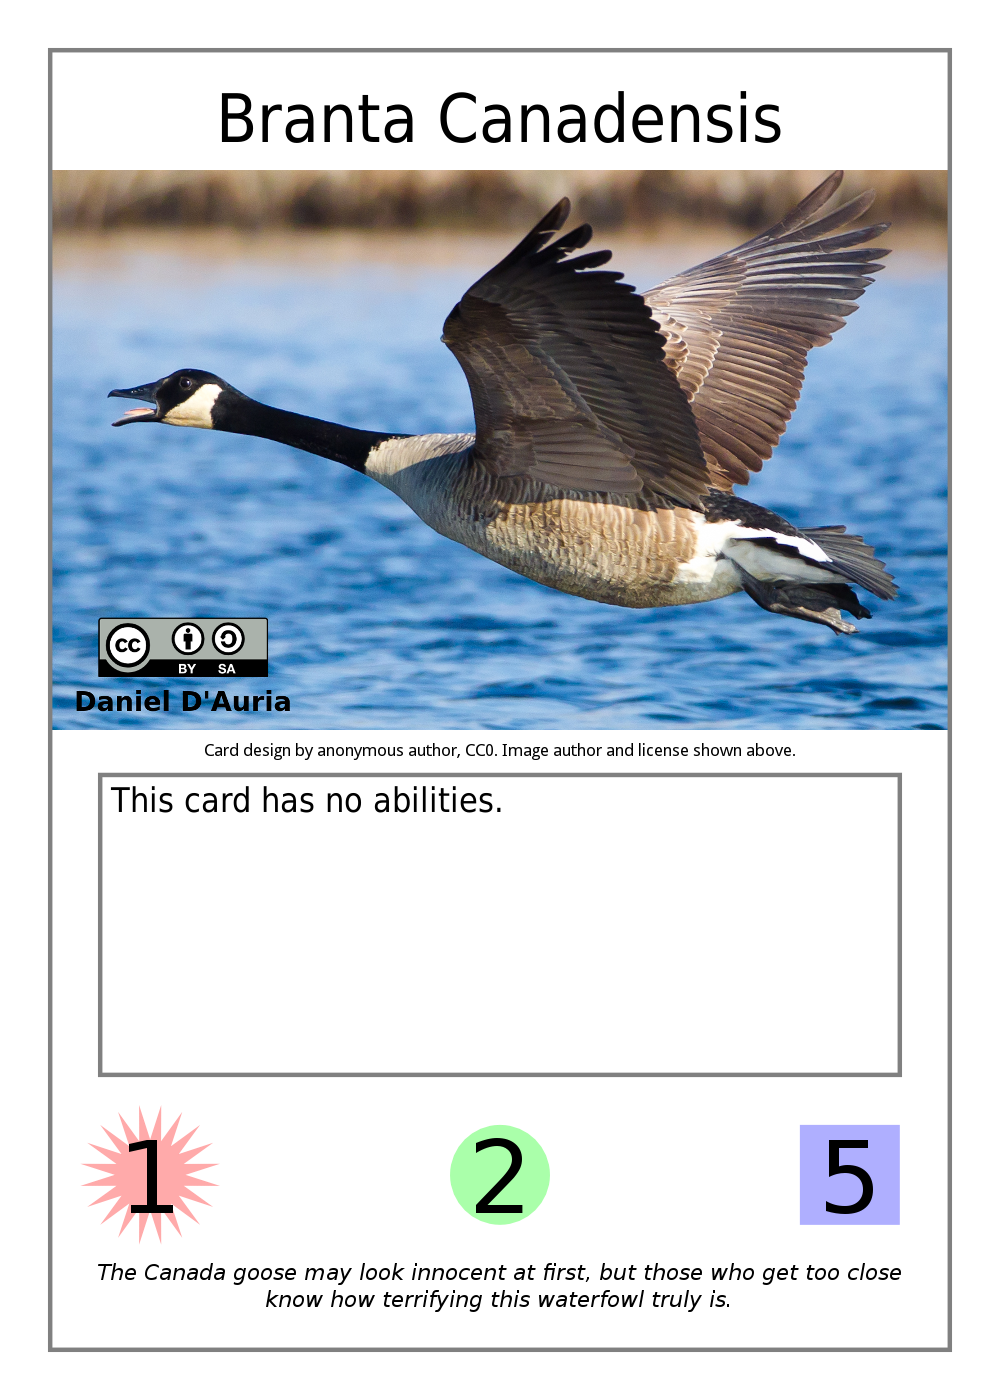 Branta Canadensis
cc
BY SA
Daniel D'Auria
Card design by anonymous author, CC0. Image author and license shown above.
This card has no abilities.
1 2 5
The Canada goose may look innocent at first, but those who get too close
know how terrifying this waterfowl truly is.